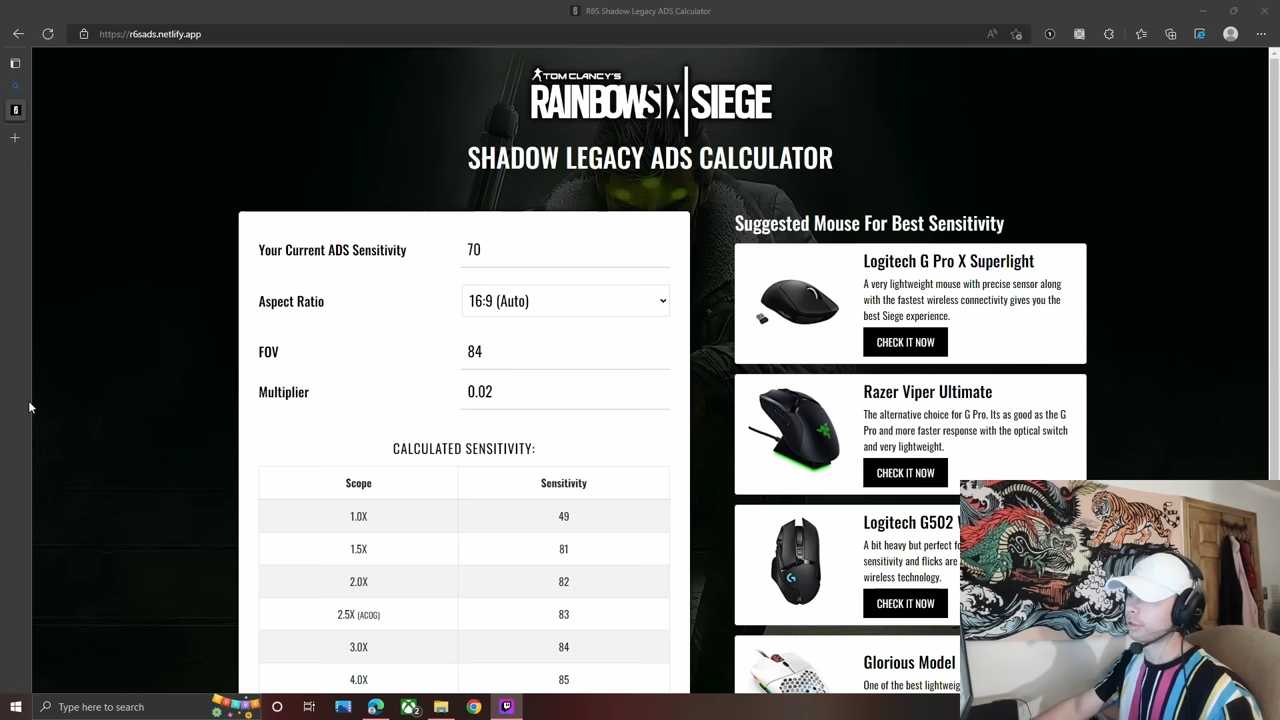 R6S Shadow Legacy ADS Calculator
https://r6sads.netlify.app
TOM CLANCY'S
RAINBOWSIX|SIEGE
SHADOW LEGACY ADS CALCULATOR
Your Current ADS Sensitivity 70
Aspect Ratio 16:9 (Auto)
FOV 84
Multiplier 0.02
CALCULATED SENSITIVITY:
Scope Sensitivity
1.0X 49
1.5X 81
2.0X 82
2.5X (ACOG) 83
3.0X 84
4.0X 85
Suggested Mouse For Best Sensitivity
Logitech G Pro X Superlight
A very lightweight mouse with precise sensor along
with the fastest wireless connectivity gives you the
best Siege experience.
CHECK IT NOW
Razer Viper Ultimate
The alternative choice for G Pro. Its as good as the G
Pro and more faster response with the optical switch
and very lightweight.
CHECK IT NOW
Logitech G502
A bit heavy but perfect
sensitivity and flicks are
wireless technology.
CHECK IT NOW
Glorious Model
One of the best
Type here to search
2